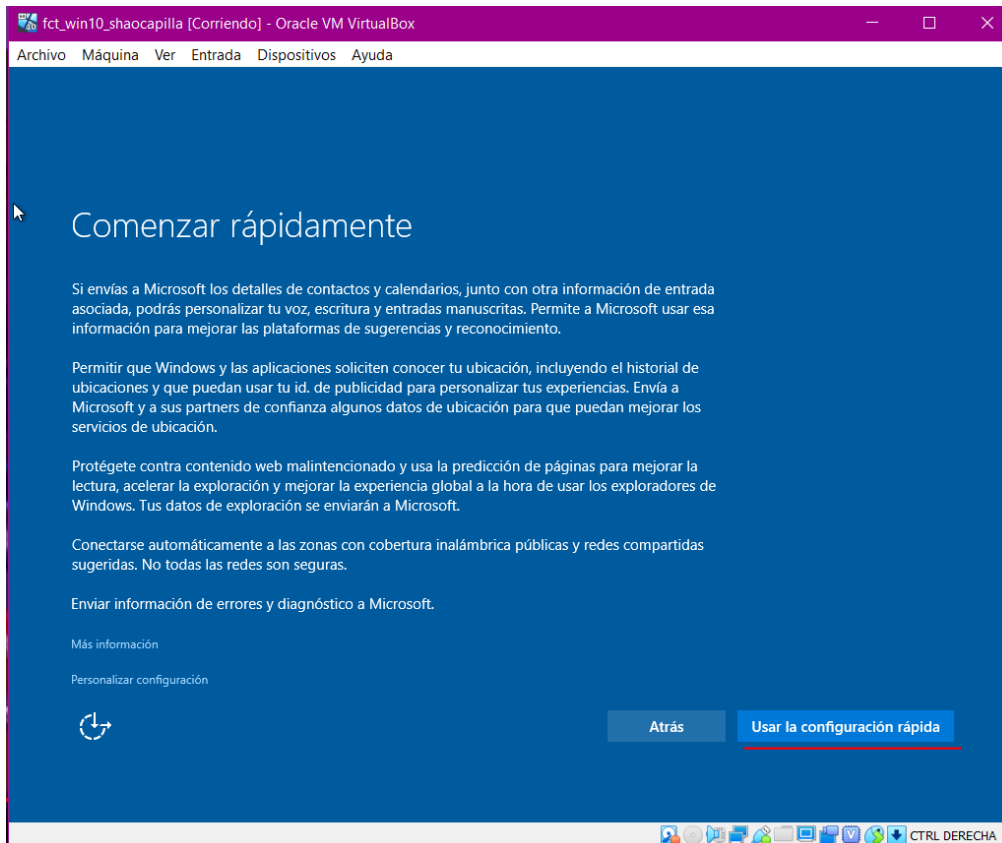 fct_win10_shaocapilla [Corriendo] - Oracle VM VirtualBox
Archivo Máquina Ver Entrada Dispositivos Ayuda
Comenzar rápidamente
Si envías a Microsoft los detalles de contactos y calendarios, junto con otra información de entrada
asociada, podrás personalizar tu voz, escritura y entradas manuscritas. Permite a Microsoft usar esa
información para mejorar las plataformas de sugerencias y reconocimiento.
Permitir que Windows y las aplicaciones soliciten conocer tu ubicación, incluyendo el historial de
ubicaciones y que puedan usar tu id. de publicidad para personalizar tus experiencias. Envía a
Microsoft y a sus partners de confianza algunos datos de ubicación para que puedan mejorar los
servicios de ubicación.
Protégete contra contenido web malintencionado y usa la predicción de páginas para mejorar la
lectura, acelerar la exploración y mejorar la experiencia global a la hora de usar los exploradores de
Windows. Tus datos de exploración se enviarán a Microsoft.
Conectarse automáticamente a las zonas con cobertura inalámbrica públicas y redes compartidas
sugeridas. No todas las redes son seguras.
Enviar información de errores y diagnóstico a Microsoft.
Más información
Personalizar configuración
Atrás Usar la configuración rápida
CTRL DERECHA